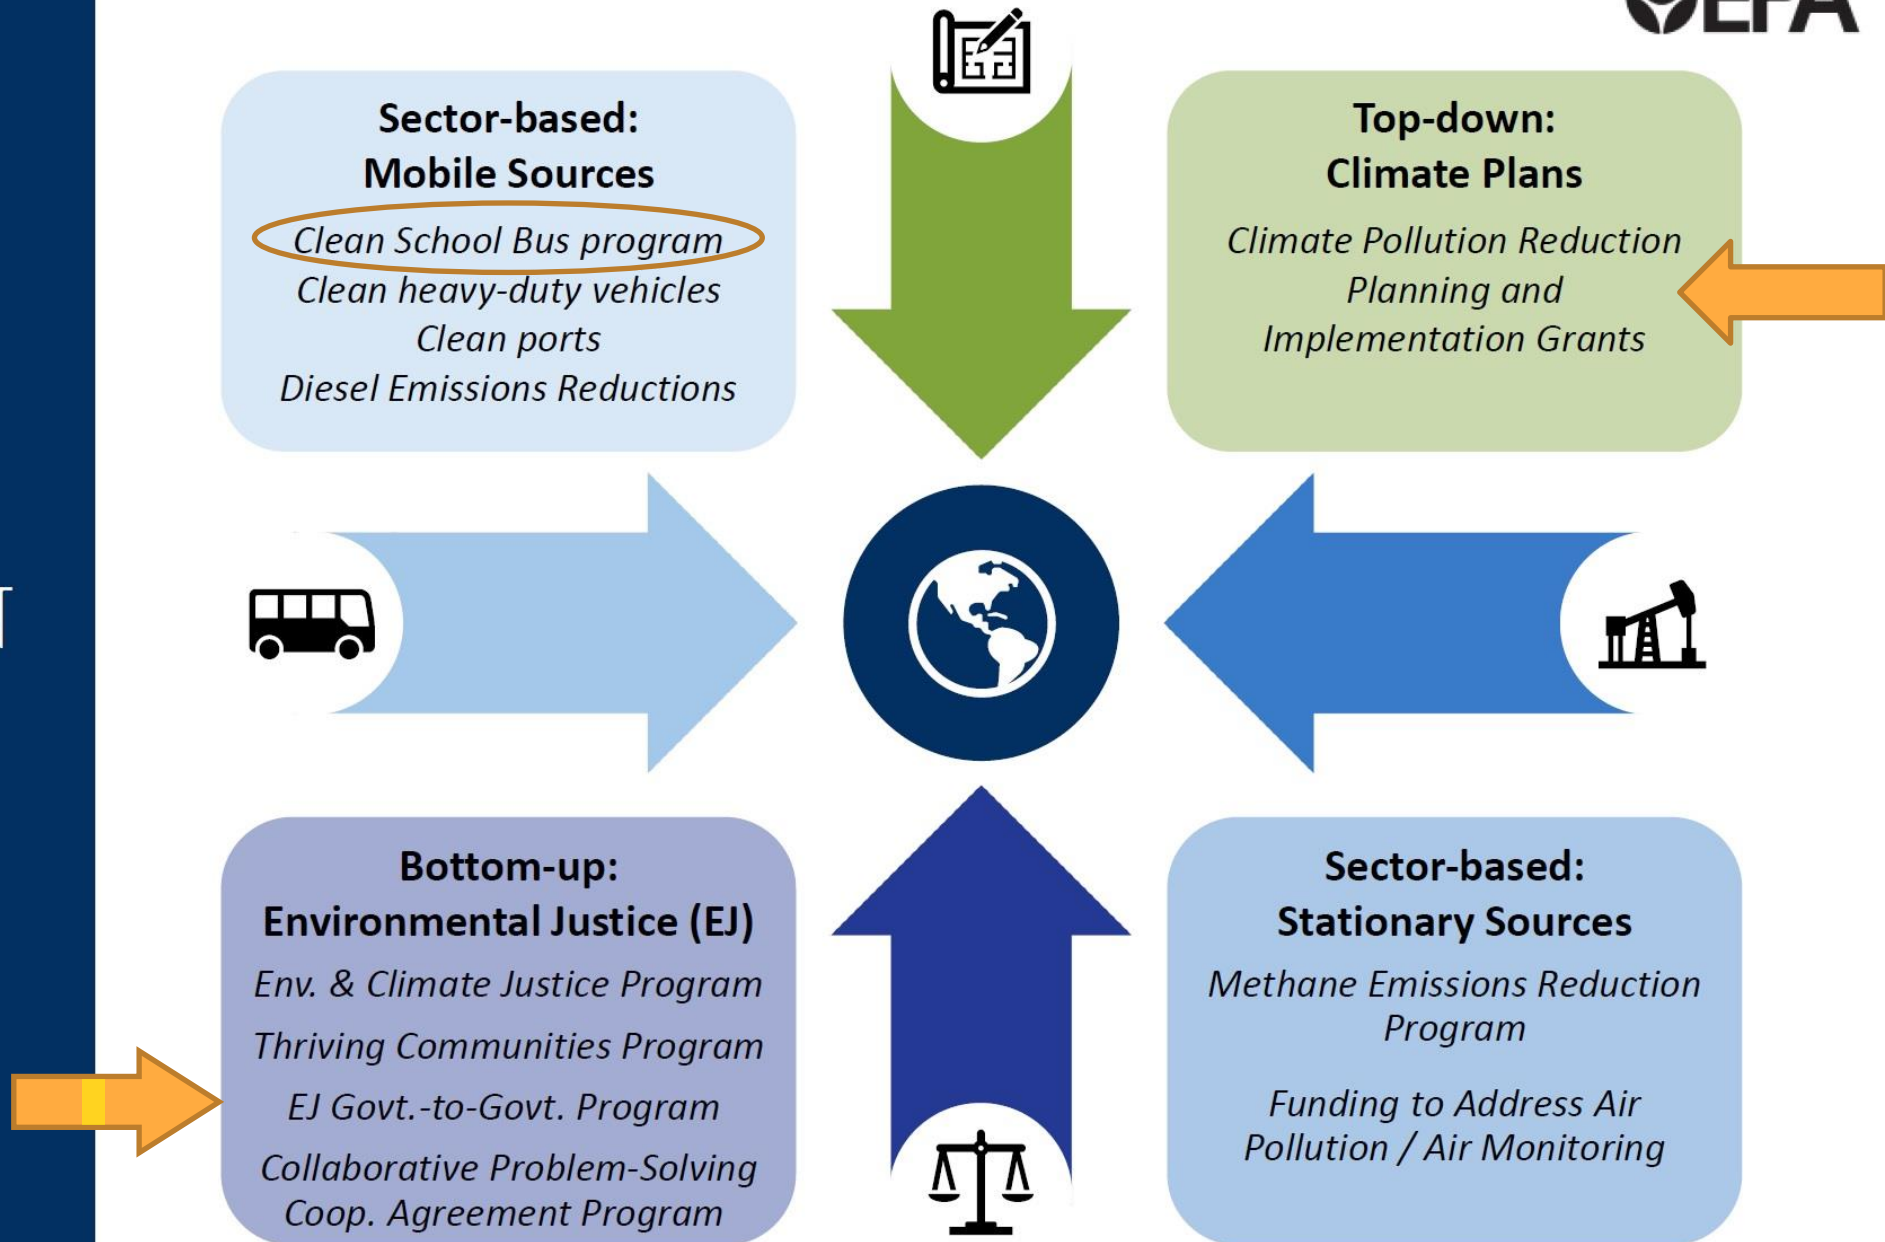 EPA
Sector-based:
Mobile Sources
Clean School Bus program
Clean heavy-duty vehicles
Clean ports
Diesel Emissions Reductions
Top-down:
Climate Plans
Climate Pollution Reduction
Planning and
Implementation Grants
T
Bottom-up:
Environmental Justice (EJ)
Env. & Climate Justice Program
Thriving Communities Program
EJ Govt.-to-Govt. Program
Collaborative Problem-Solving
Coop. Agreement Program
Sector-based:
Stationary Sources
Methane Emissions Reduction
Program
Funding to Address Air
Pollution / Air Monitoring